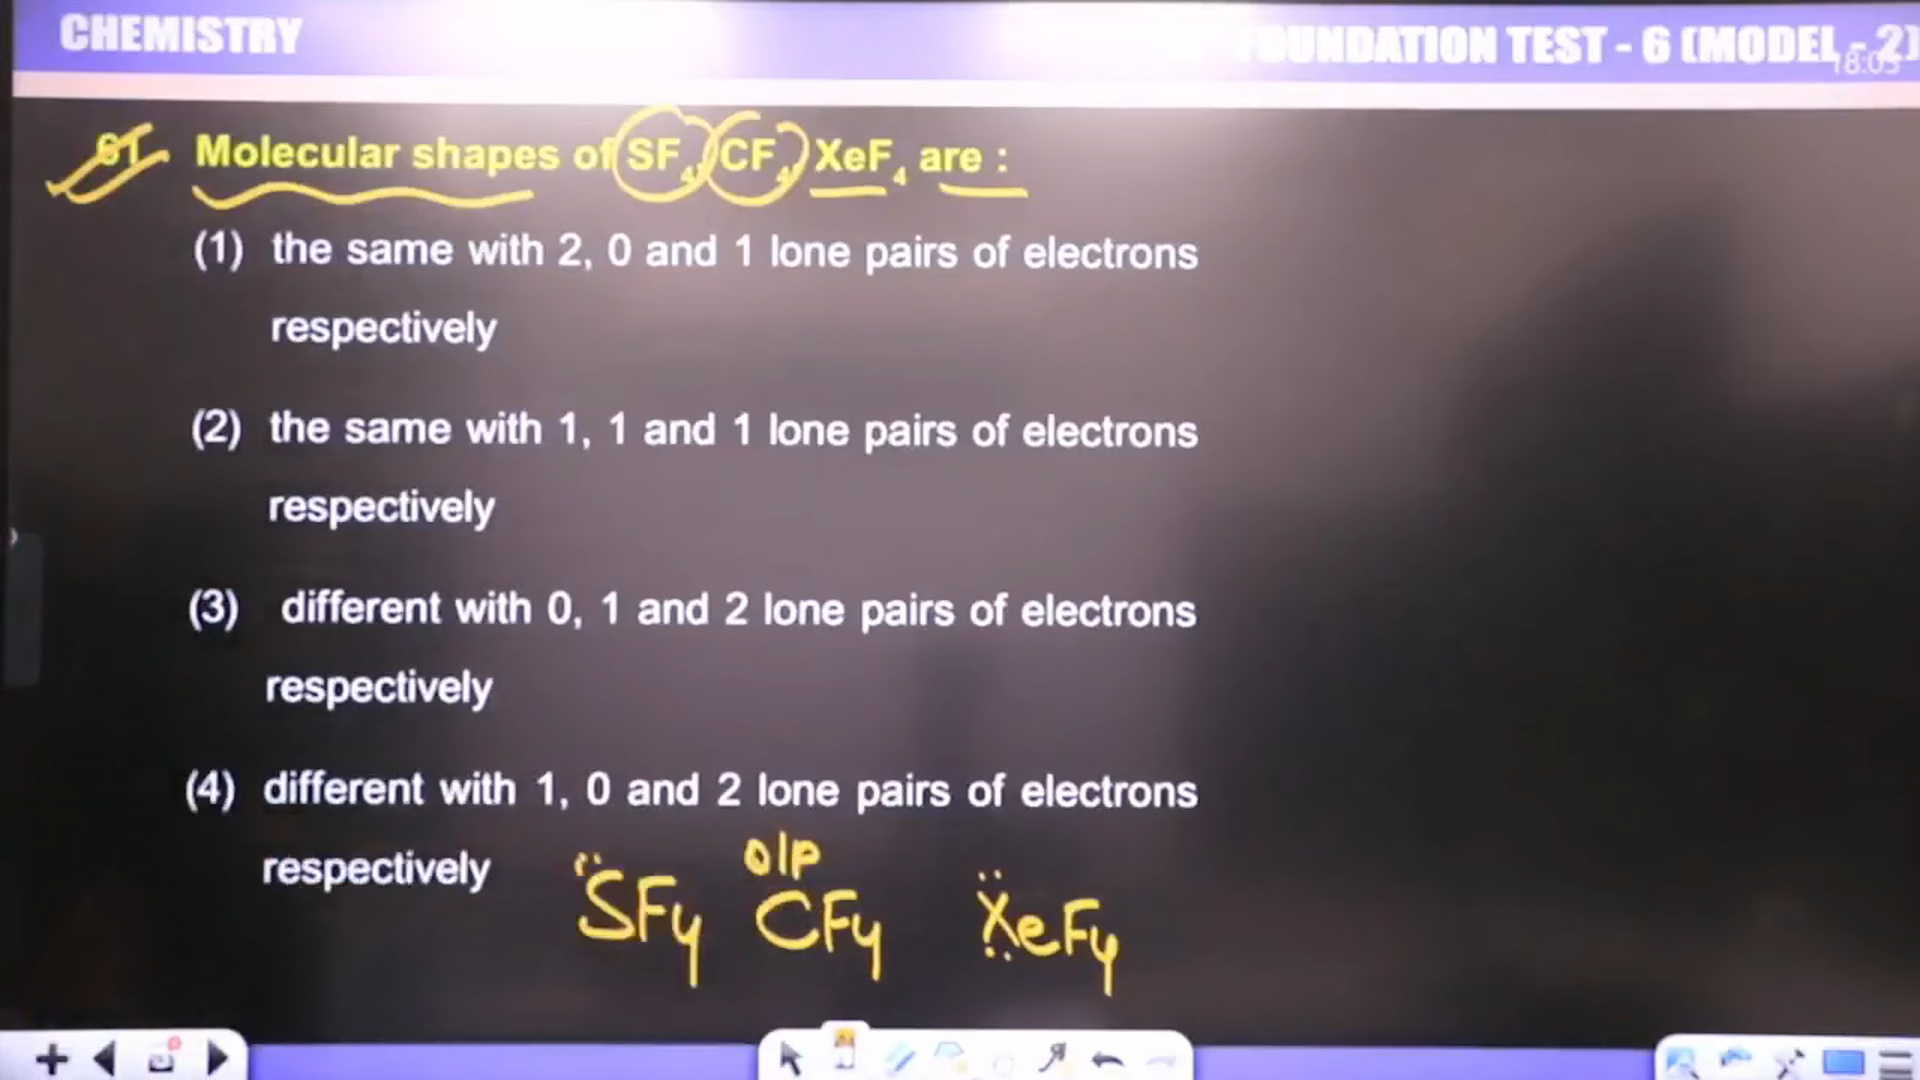 CHEMISTRY
FOUNDATION TEST - 6 (MODEL - 2)
18:03
61 Molecular shapes of SF₄, CF₄, XeF₄ are :
(1) the same with 2, 0 and 1 lone pairs of electrons
respectively
(2) the same with 1, 1 and 1 lone pairs of electrons
respectively
(3) different with 0, 1 and 2 lone pairs of electrons
respectively
(4) different with 1, 0 and 2 lone pairs of electrons
respectively
0lp
SF4 CF4 XeF4